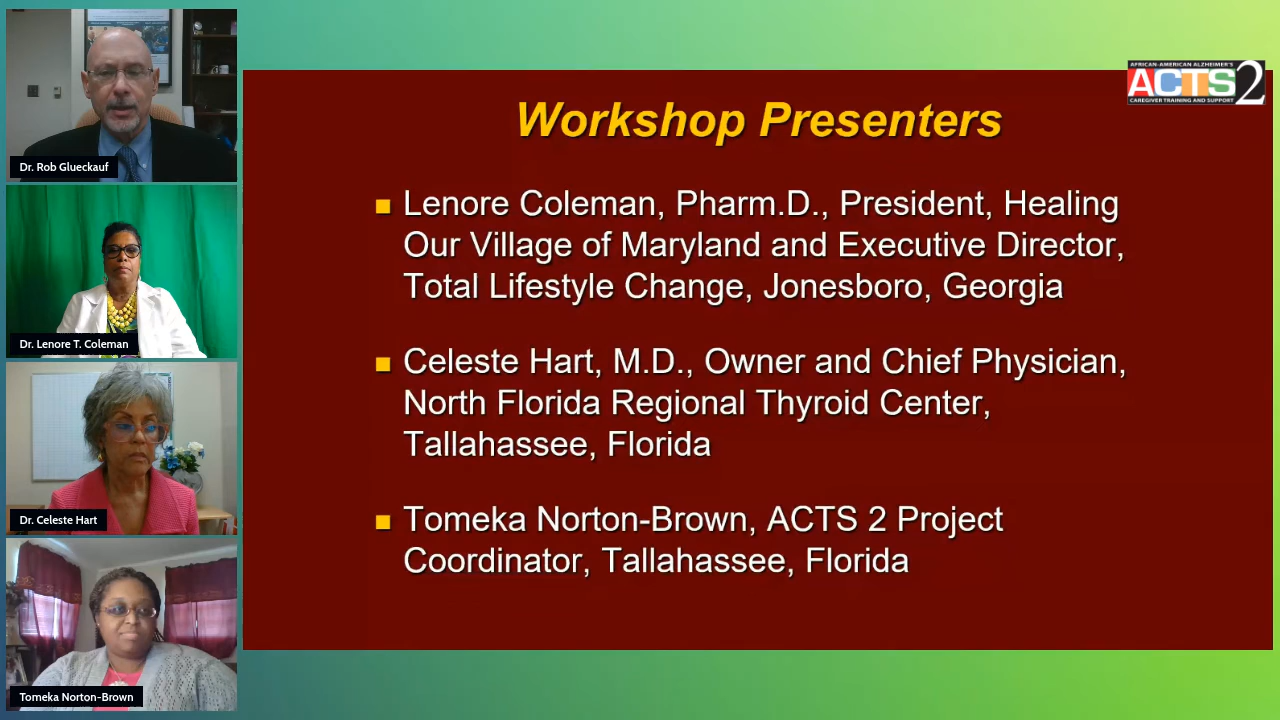 Dr. Rob Glueckauf
Dr. Lenore T. Coleman
Dr. Celeste Hart
Tomeka Norton-Brown
AFRICAN-AMERICAN ALZHEIMER'S
ACTS2
CAREGIVER TRAINING AND SUPPORT
Workshop Presenters
Lenore Coleman, Pharm.D., President, Healing
Our Village of Maryland and Executive Director,
Total Lifestyle Change, Jonesboro, Georgia
Celeste Hart, M.D., Owner and Chief Physician,
North Florida Regional Thyroid Center,
Tallahassee, Florida
Tomeka Norton-Brown, ACTS 2 Project
Coordinator, Tallahassee, Florida